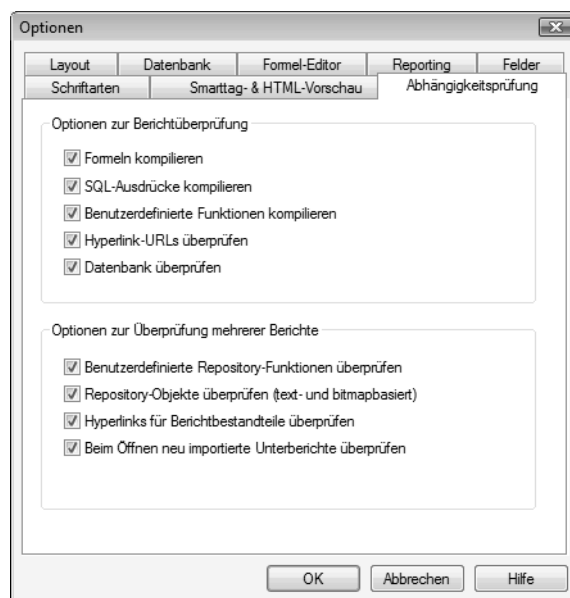 Optionen
Layout Datenbank Formel-Editor Reporting Felder
Schriftarten Smarttag- & HTML-Vorschau Abhängigkeitsprüfung
Optionen zur Berichtüberprüfung
Formeln kompilieren
SQL-Ausdrücke kompilieren
Benutzerdefinierte Funktionen kompilieren
Hyperlink-URLs überprüfen
Datenbank überprüfen
Optionen zur Überprüfung mehrerer Berichte
Benutzerdefinierte Repository-Funktionen überprüfen
Repository-Objekte überprüfen (text- und bitmapbasiert)
Hyperlinks für Berichtbestandteile überprüfen
Beim Öffnen neu importierte Unterberichte überprüfen
OK Abbrechen Hilfe